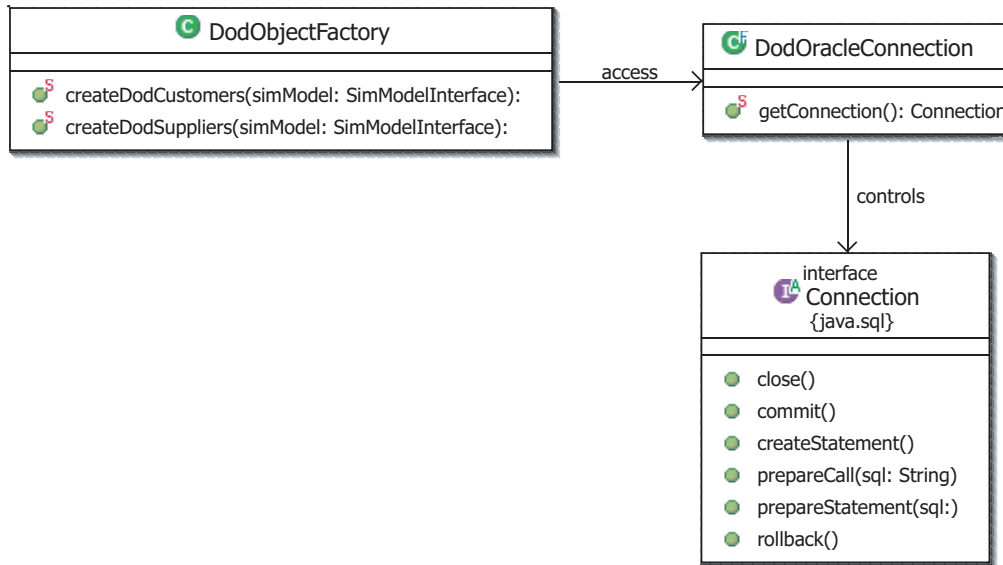 C DodObjectFactory
S createDodCustomers(simModel: SimModelInterface):
S createDodSuppliers(simModel: SimModelInterface):
access
C F DodOracleConnection
S getConnection(): Connection
controls
interface
I A Connection
{java.sql}
close()
commit()
createStatement()
prepareCall(sql: String)
prepareStatement(sql:)
rollback()